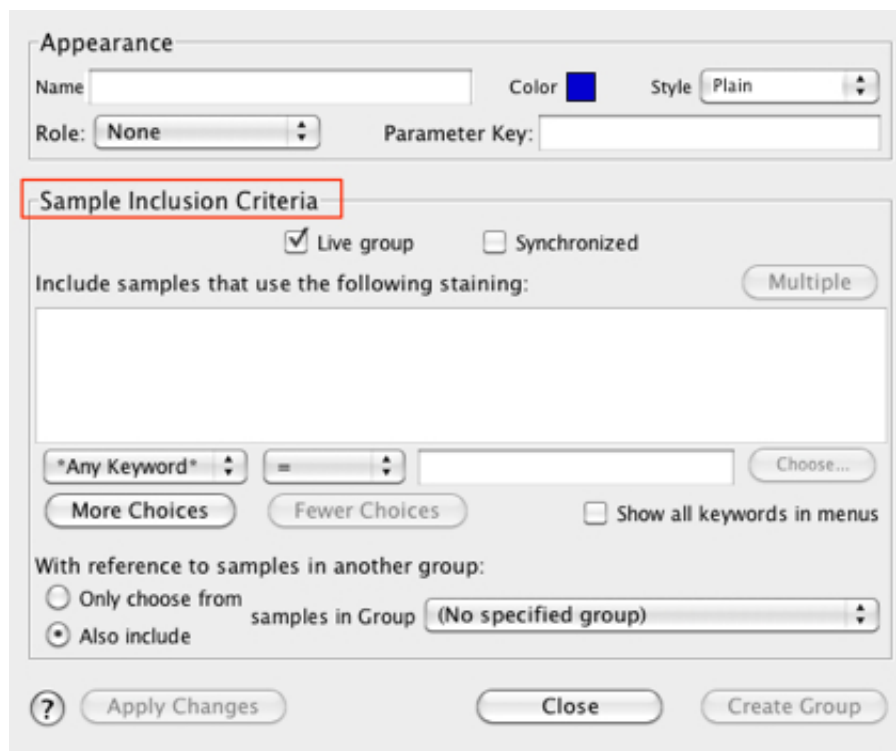 Appearance
Name Color Style Plain
Role: None Parameter Key:
Sample Inclusion Criteria
Live group Synchronized
Include samples that use the following staining: Multiple
*Any Keyword* = Choose...
More Choices Fewer Choices Show all keywords in menus
With reference to samples in another group:
Only choose from
samples in Group (No specified group)
Also include
? Apply Changes Close Create Group